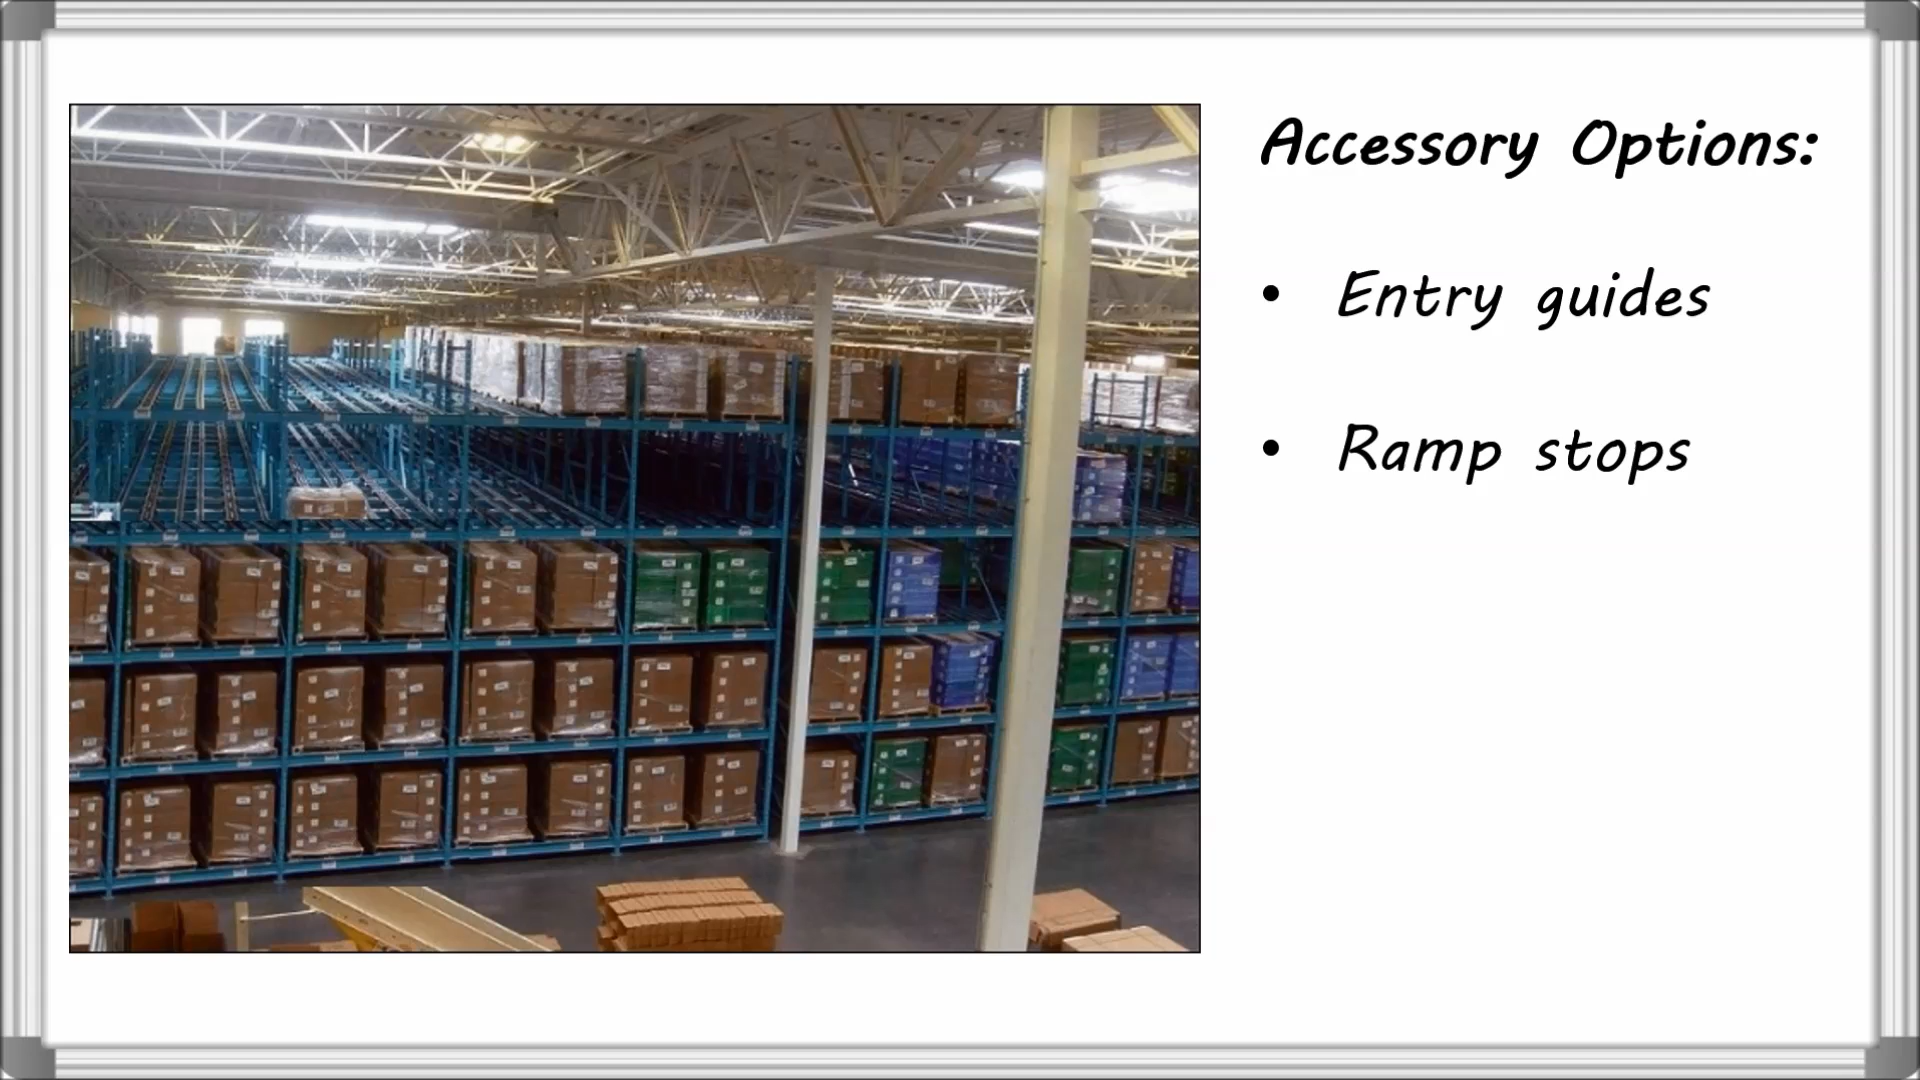 Accessory Options:
• Entry guides
• Ramp stops